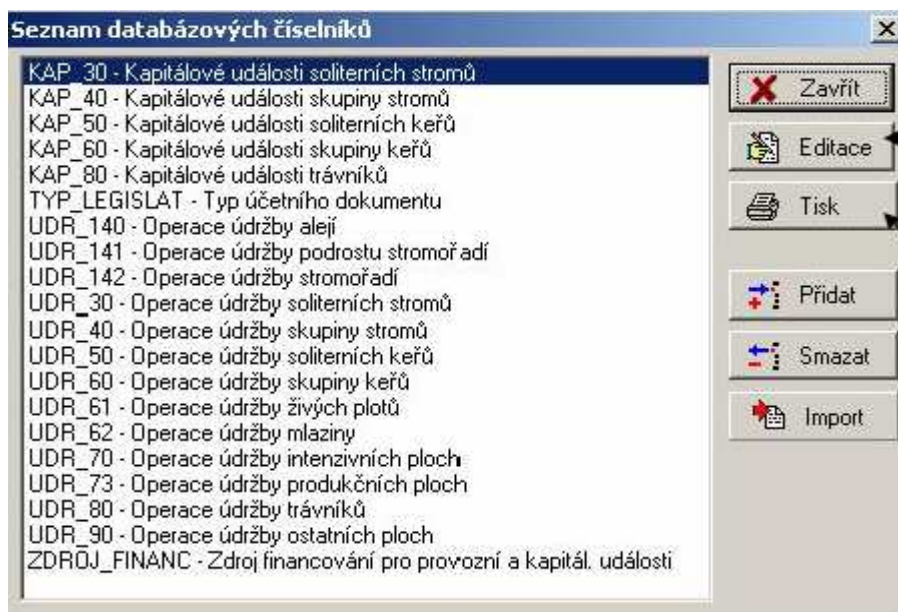 Seznam databázových číselníků
KAP_30 - Kapitálové události soliterních stromů
KAP_40 - Kapitálové události skupiny stromů
KAP_50 - Kapitálové události soliterních keřů
KAP_60 - Kapitálové události skupiny keřů
KAP_80 - Kapitálové události trávníků
TYP_LEGISLAT - Typ účetního dokumentu
UDR_140 - Operace údržby alejí
UDR_141 - Operace údržby podrostu stromořadí
UDR_142 - Operace údržby stromořadí
UDR_30 - Operace údržby soliterních stromů
UDR_40 - Operace údržby skupiny stromů
UDR_50 - Operace údržby soliterních keřů
UDR_60 - Operace údržby skupiny keřů
UDR_61 - Operace údržby živých plotů
UDR_62 - Operace údržby mlaziny
UDR_70 - Operace údržby intenzivních ploch
UDR_73 - Operace údržby produkčních ploch
UDR_80 - Operace údržby trávníků
UDR_90 - Operace údržby ostatních ploch
ZDROJ_FINANC - Zdroj financování pro provozní a kapitál. události
Zavřít
Editace
Tisk
Přidat
Smazat
Import